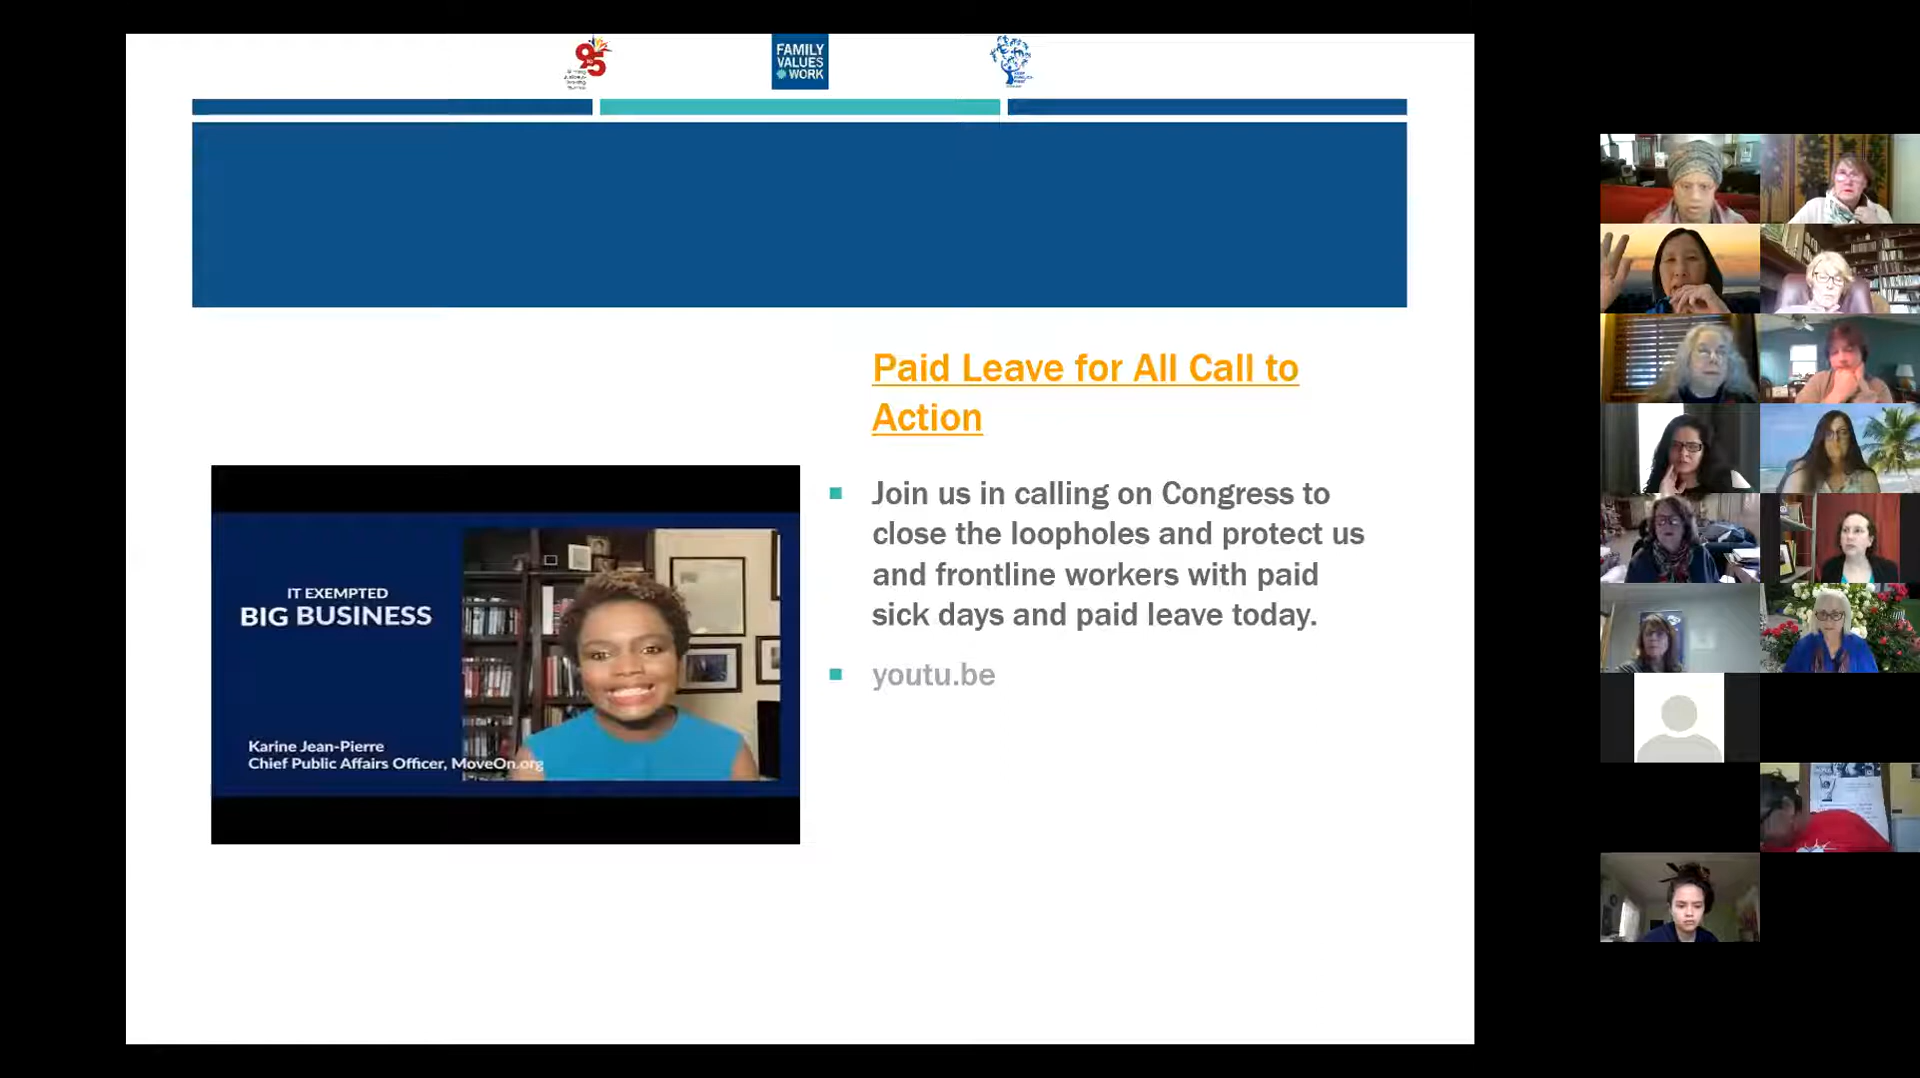 95
FAMILY
VALUES
WORK
Paid Leave for All Call to
Action
IT EXEMPTED
BIG BUSINESS
Karine Jean-Pierre
Chief Public Affairs Officer, MoveOn.org
Join us in calling on Congress to
close the loopholes and protect us
and frontline workers with paid
sick days and paid leave today.
youtu.be